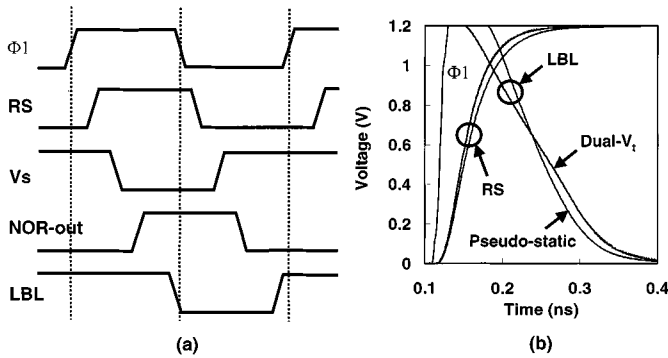 Φ1
RS
Vs
NOR-out
LBL
(a)
1.2
1.0
0.8
0.6
0.4
0.2
0
Voltage (V)
Φ1
LBL
Dual-Vt
RS
Pseudo-static
0.1 0.2 0.3 0.4
Time (ns)
(b)